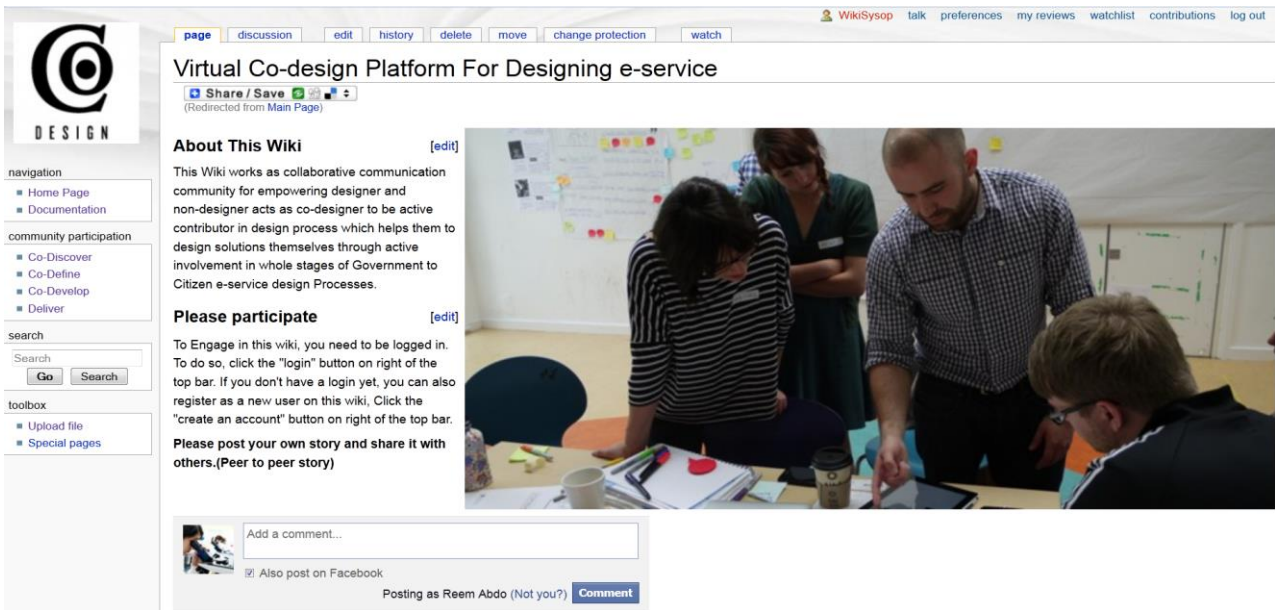 WikiSysop talk preferences my reviews watchlist contributions log out
page discussion edit history delete move change protection watch
CO
DESIGN
Virtual Co-design Platform For Designing e-service
Share / Save
(Redirected from Main Page)
navigation
Home Page
Documentation
community participation
Co-Discover
Co-Define
Co-Develop
Deliver
search
Search
Go Search
toolbox
Upload file
Special pages
About This Wiki [edit]
This Wiki works as collaborative communication
community for empowering designer and
non-designer acts as co-designer to be active
contributor in design process which helps them to
design solutions themselves through active
involvement in whole stages of Government to
Citizen e-service design Processes.
Please participate [edit]
To Engage in this wiki, you need to be logged in.
To do so, click the "login" button on right of the
top bar. If you don't have a login yet, you can also
register as a new user on this wiki, Click the
"create an account" button on right of the top bar.
Please post your own story and share it with
others.(Peer to peer story)
Add a comment...
Also post on Facebook
Posting as Reem Abdo (Not you?) Comment